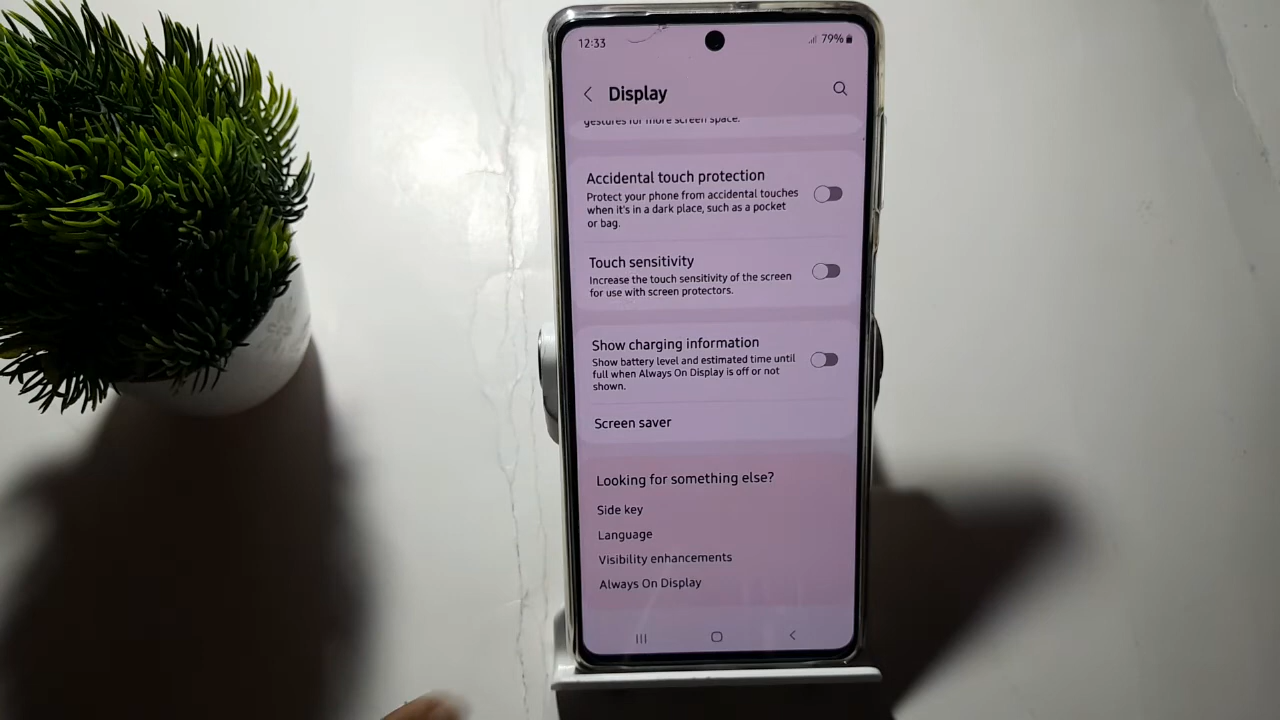 12:33
79%
Display
gestures for more screen space.
Accidental touch protection
Protect your phone from accidental touches
when it's in a dark place, such as a pocket
or bag.
Touch sensitivity
Increase the touch sensitivity of the screen
for use with screen protectors.
Show charging information
Show battery level and estimated time until
full when Always On Display is off or not
shown.
Screen saver
Looking for something else?
Side key
Language
Visibility enhancements
Always On Display